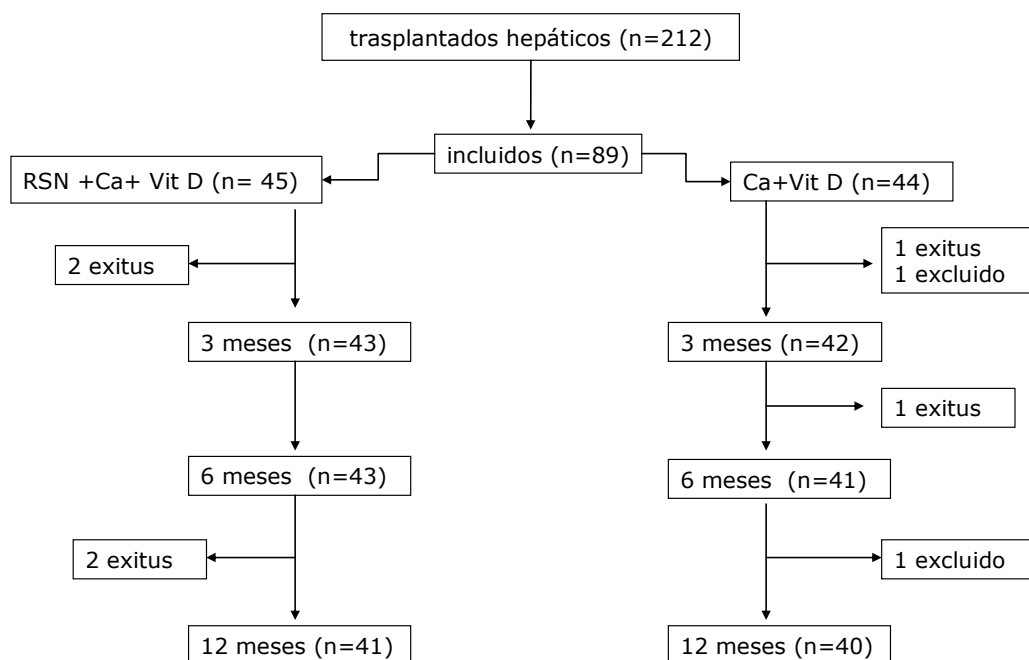 trasplantados hepáticos (n=212)
incluidos (n=89)
RSN +Ca+ Vit D (n= 45)
Ca+Vit D (n=44)
2 exitus
1 exitus
1 excluido
3 meses (n=43)
3 meses (n=42)
1 exitus
6 meses (n=43)
6 meses (n=41)
2 exitus
1 excluido
12 meses (n=41)
12 meses (n=40)